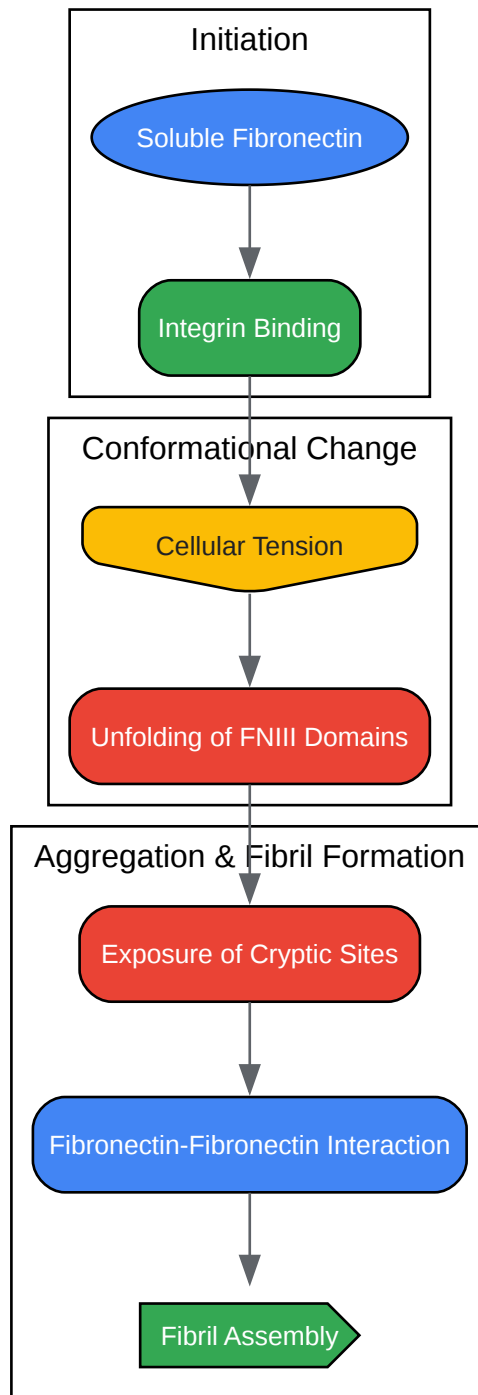 Initiation
Soluble Fibronectin
Integrin Binding
Conformational Change
Cellular Tension
Unfolding of FNIII Domains
Aggregation & Fibril Formation
Exposure of Cryptic Sites
Fibronectin-Fibronectin Interaction
Fibril Assembly